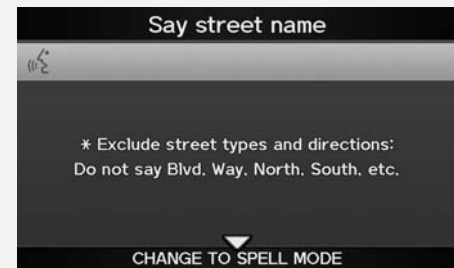 Say street name
* Exclude street types and directions:
Do not say Blvd, Way, North, South, etc.
CHANGE TO SPELL MODE